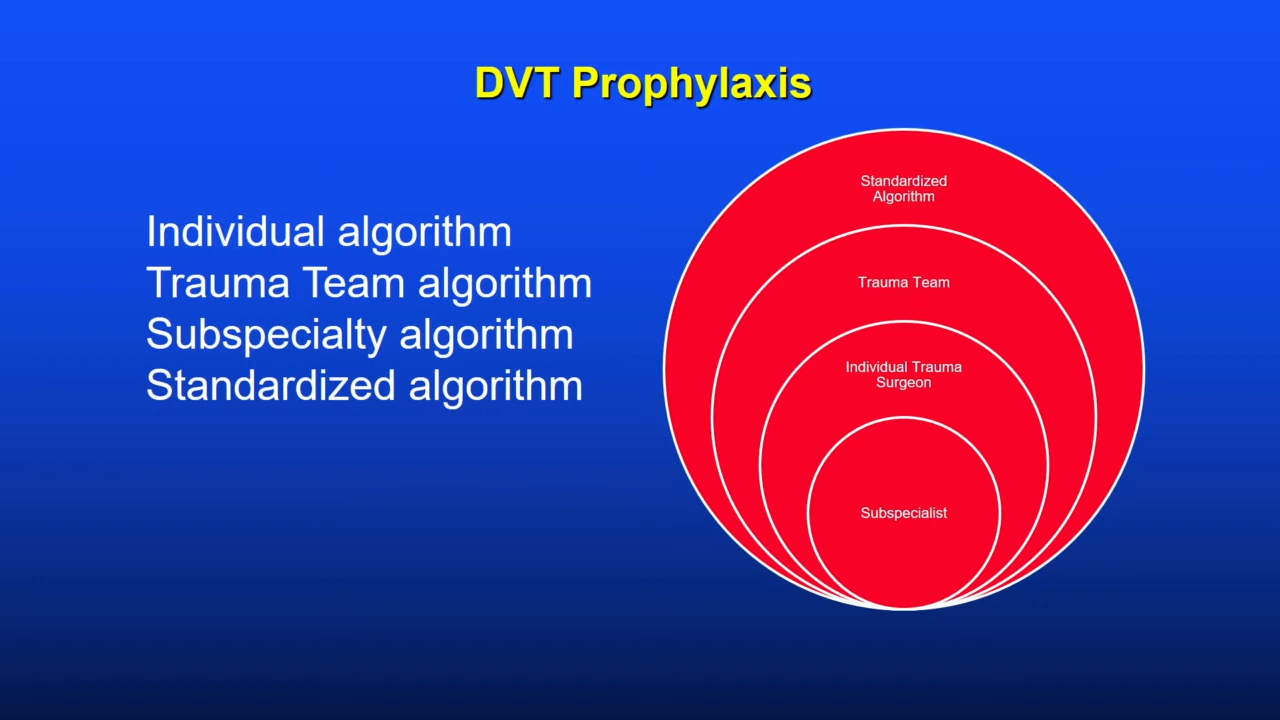 DVT Prophylaxis
Individual algorithm
Trauma Team algorithm
Subspecialty algorithm
Standardized algorithm
Standardized
Algorithm
Trauma Team
Individual Trauma
Surgeon
Subspecialist